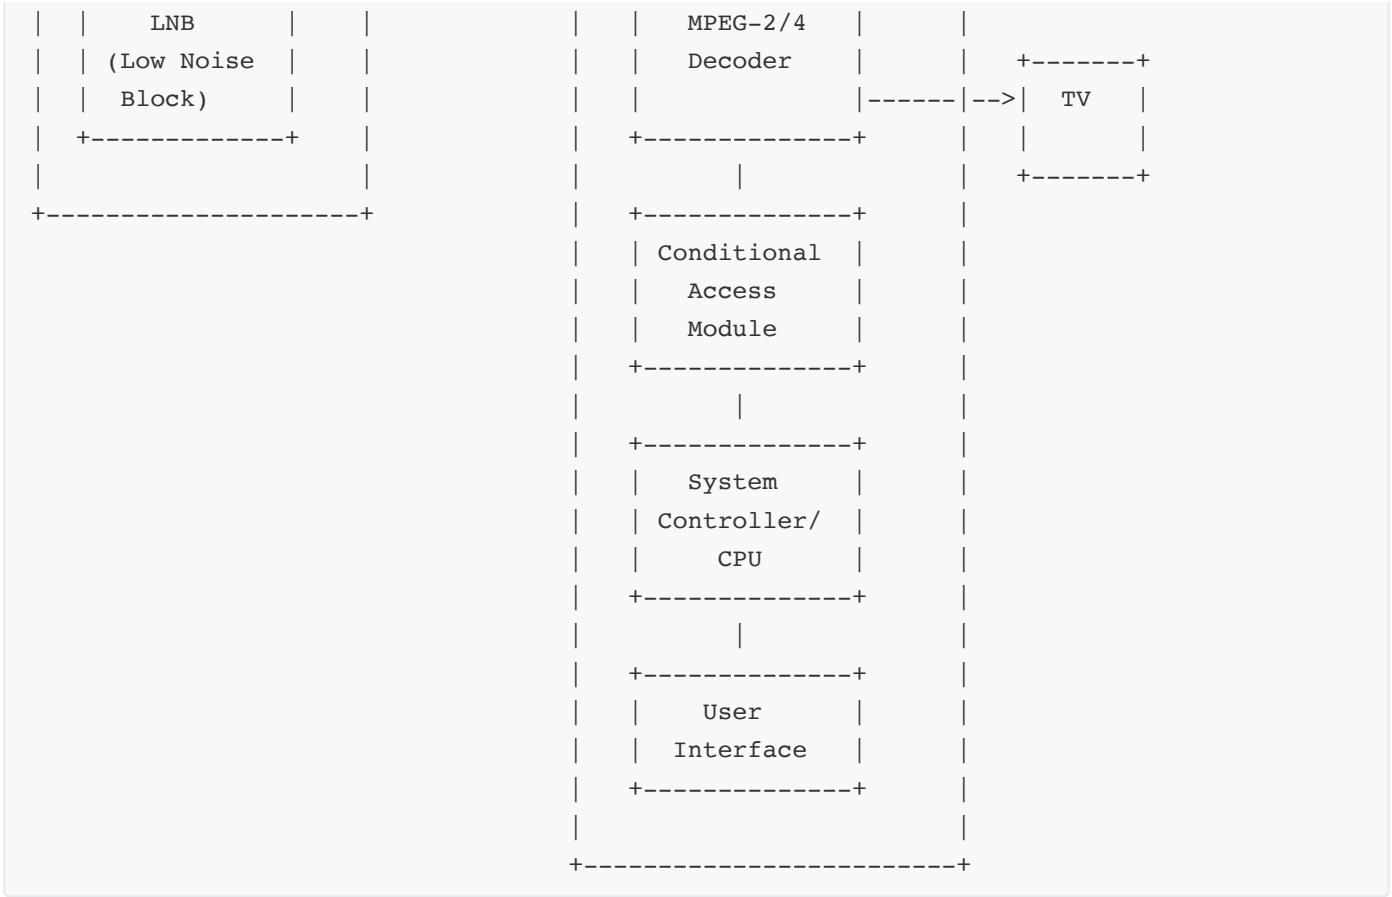 |  |    LNB      |    |             |   |   MPEG-2/4   |      |
|  | (Low Noise  |    |             |   |   Decoder    |      |   +-------+
|  |  Block)     |    |             |   |              |------|-->|  TV   |
|  +-------------+    |             |   +--------------+      |   |       |
|                     |             |          |              |   +-------+
+---------------------+             |   +--------------+      |
                                    |   | Conditional  |      |
                                    |   |   Access     |      |
                                    |   |   Module     |      |
                                    |   +--------------+      |
                                    |          |              |
                                    |   +--------------+      |
                                    |   |   System     |      |
                                    |   | Controller/  |      |
                                    |   |     CPU      |      |
                                    |   +--------------+      |
                                    |          |              |
                                    |   +--------------+      |
                                    |   |    User      |      |
                                    |   |  Interface   |      |
                                    |   +--------------+      |
                                    |                         |
                                    +-------------------------+